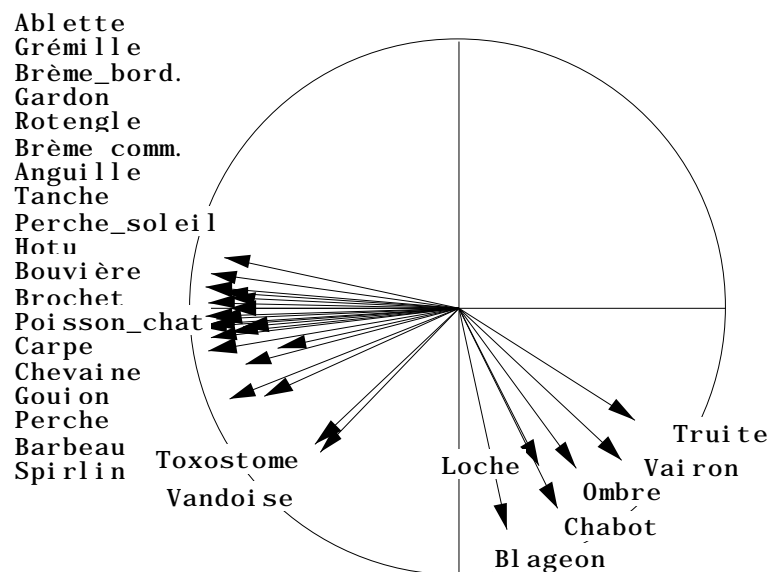 Ablette
Grémille
Brème_bord.
Gardon
Rotengle
Brème comm.
Anguille
Tanche
Perche_soleil
Hotu
Bouvière
Brochet
Poisson_chat
Carpe
Chevaine
Goujon
Perche
Barbeau
Spirlin
Toxostome
Vandoise
Loche
Truite
Vairon
Ombre
Chabot
Blageon